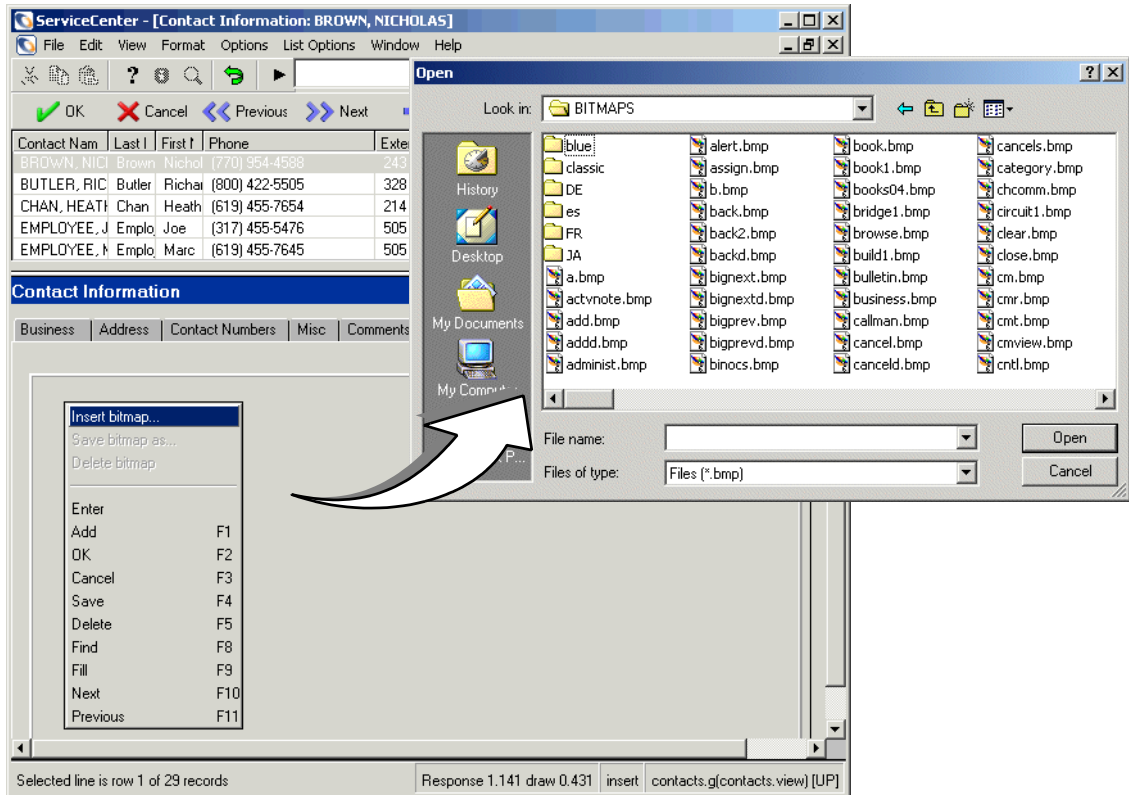 ServiceCenter - [Contact Information: BROWN, NICHOLAS]
File Edit View Format Options List Options Window Help
OK Cancel Previous Next
Contact Nam Last First Phone Exte
BROWN, NICI Brown Nichol (770) 954-4588 243
BUTLER, RIC Butler Richar (800) 422-5505 328
CHAN, HEATH Chan Heath (619) 455-7654 214
EMPLOYEE, J Emplo Joe (317) 455-5476 505
EMPLOYEE, M Emplo Marc (619) 455-7645 505
Contact Information
Business Address Contact Numbers Misc Comments
Insert bitmap...
Save bitmap as...
Delete bitmap
Enter
Add F1
OK F2
Cancel F3
Save F4
Delete F5
Find F8
Fill F9
Next F10
Previous F11
Selected line is row 1 of 29 records Response 1.141 draw 0.431 insert contacts.g(contacts.view) [UP]
Open
Look in: BITMAPS
History
Desktop
My Documents
My Computer
P...
blue
classic
DE
es
FR
JA
a.bmp
actvnote.bmp
add.bmp
addd.bmp
administ.bmp
alert.bmp
assign.bmp
b.bmp
back.bmp
back2.bmp
backd.bmp
bignext.bmp
bignextd.bmp
bigprev.bmp
bigprevd.bmp
binocs.bmp
book.bmp
book1.bmp
books04.bmp
bridge1.bmp
browse.bmp
build1.bmp
bulletin.bmp
business.bmp
callman.bmp
cancel.bmp
canceld.bmp
cancels.bmp
category.bmp
chcomm.bmp
circuit1.bmp
clear.bmp
close.bmp
cm.bmp
cmr.bmp
cmt.bmp
cmview.bmp
cntl.bmp
File name: Open
Files of type: Files (*.bmp) Cancel